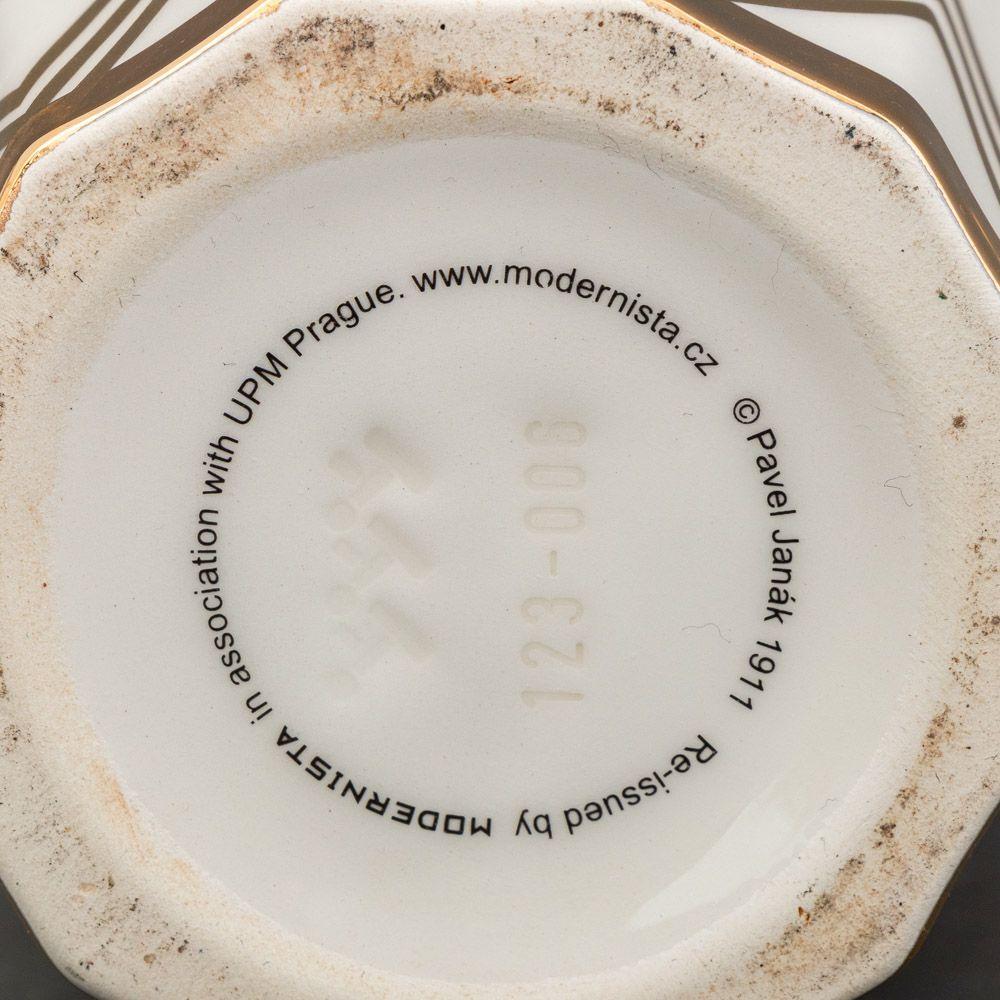 © Pavel Janák 1911
Re-issued by MODERNISTA in association with UPM Prague. www.modernista.cz
123-006